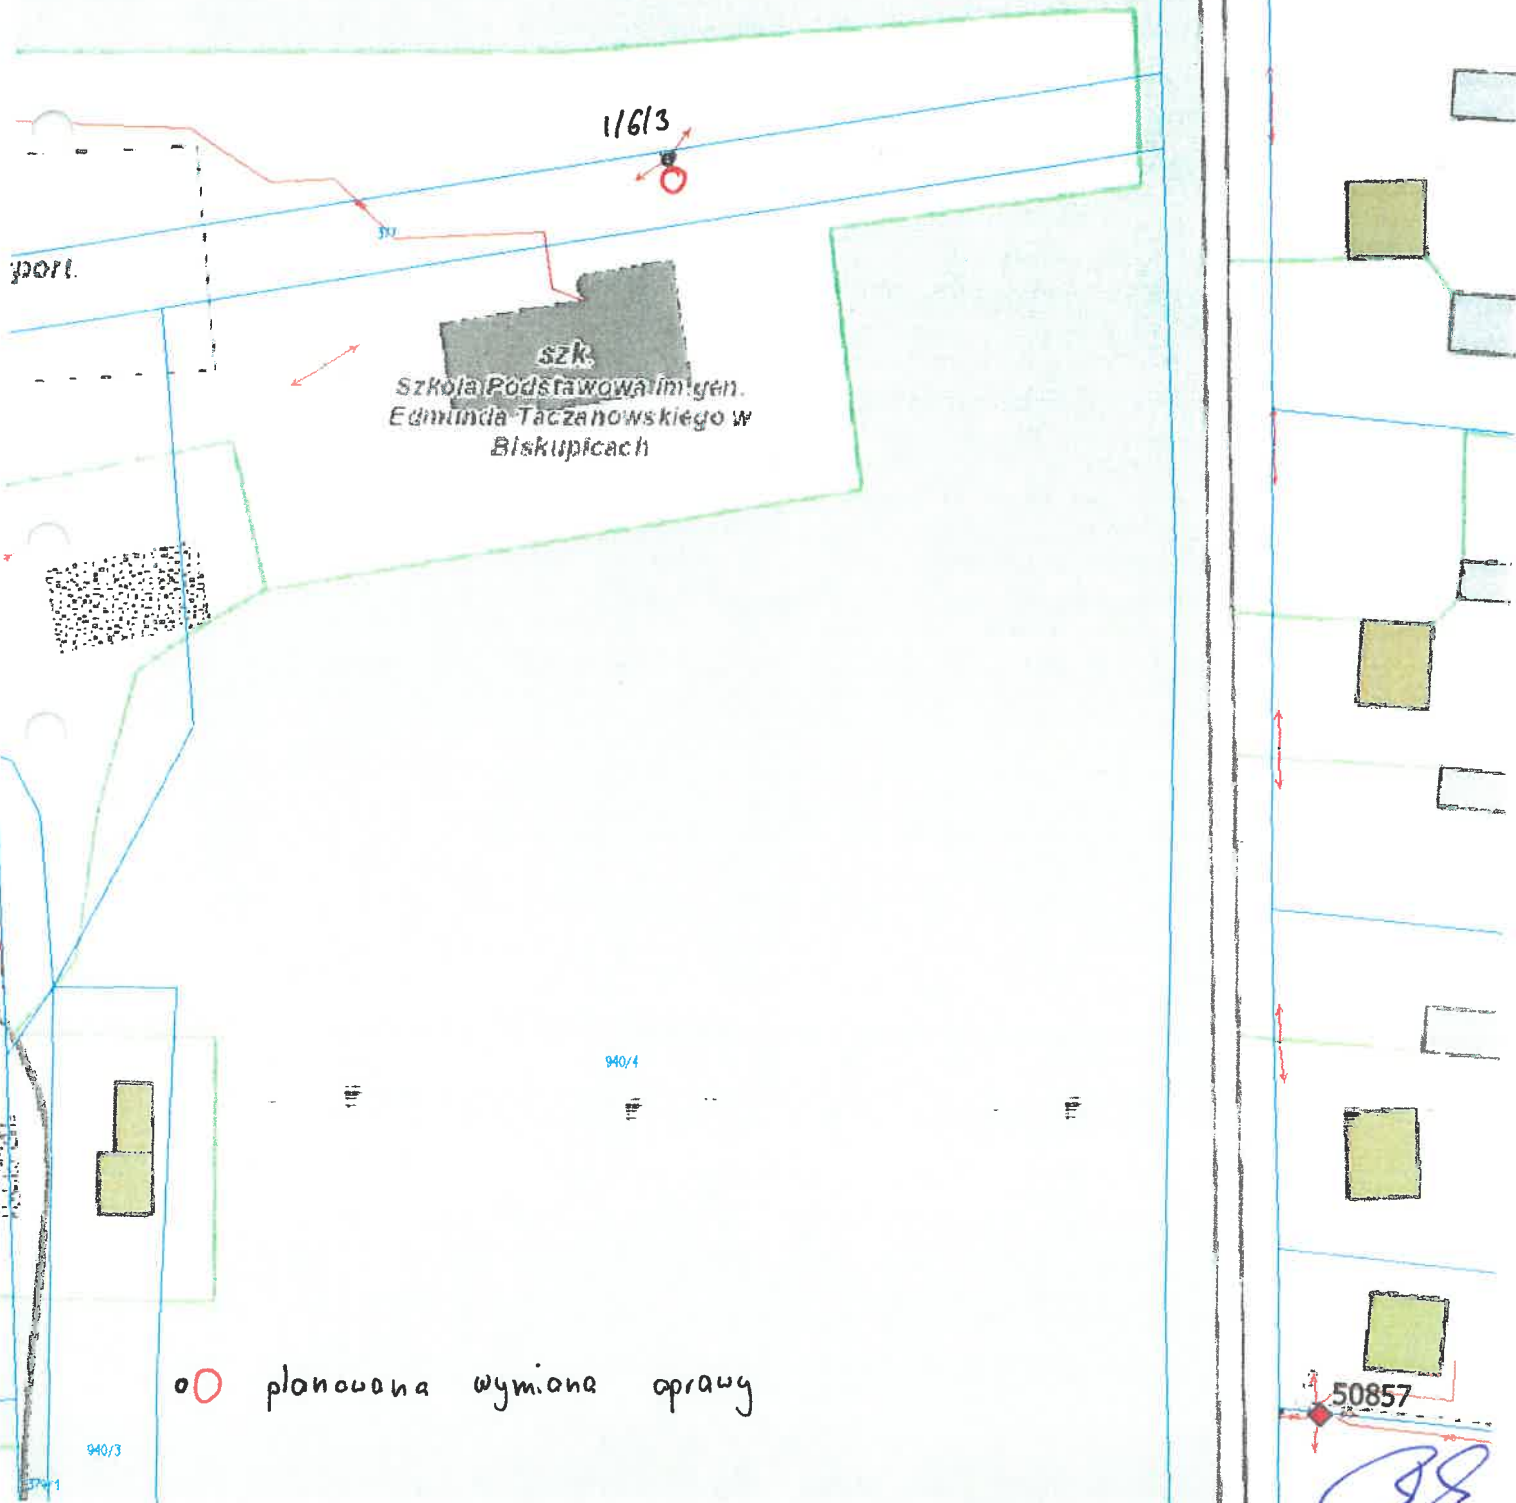 1/6/3
port.
szk.
Szkoła Podstawowa im. gen.
Edmunda Taczanowskiego w
Biskupicach
940/4
planowana wymiana oprawy
50857
940/3